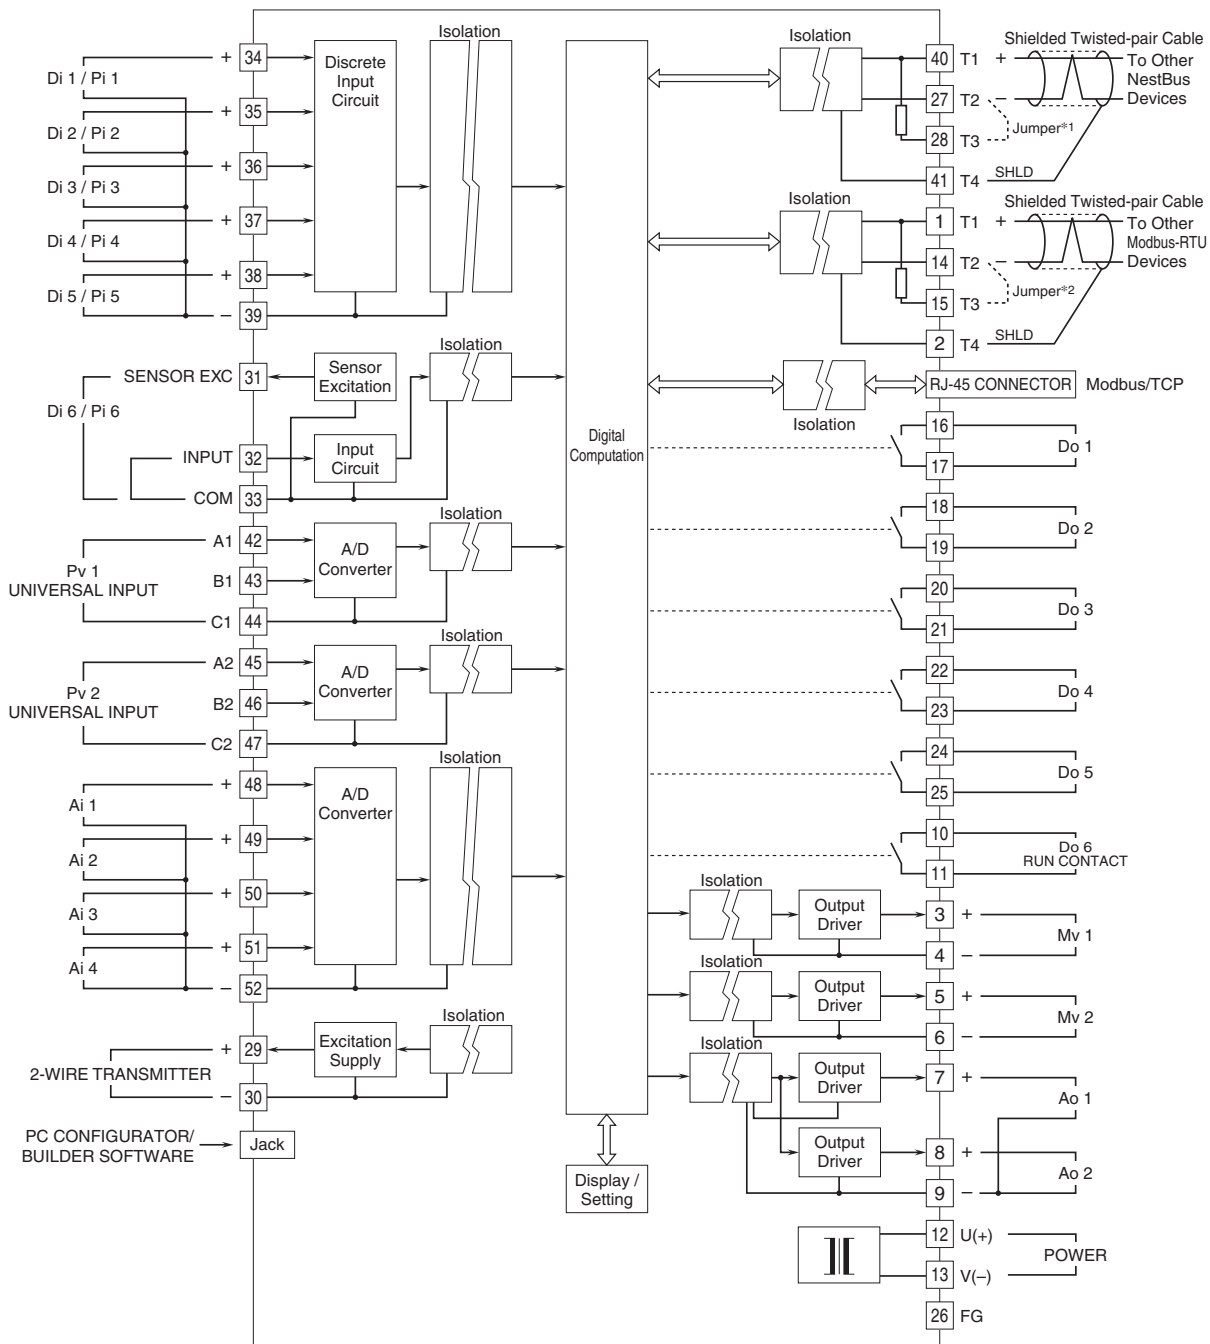 Isolation
+ 34
Di 1 / Pi 1
+ 35
Di 2 / Pi 2
+ 36
Di 3 / Pi 3
+ 37
Di 4 / Pi 4
+ 38
Di 5 / Pi 5
− 39
Discrete
Input
Circuit
SENSOR EXC 31
Di 6 / Pi 6
INPUT 32
COM 33
Sensor
Excitation
Input
Circuit
Isolation
A1 42
Pv 1
UNIVERSAL INPUT
B1 43
C1 44
A/D
Converter
Isolation
A2 45
Pv 2
UNIVERSAL INPUT
B2 46
C2 47
A/D
Converter
Isolation
+ 48
Ai 1
+ 49
Ai 2
+ 50
Ai 3
+ 51
Ai 4
− 52
A/D
Converter
Isolation
+ 29
2-WIRE TRANSMITTER
− 30
Excitation
Supply
Isolation
PC CONFIGURATOR/
BUILDER SOFTWARE
Jack
Digital
Computation
Display /
Setting
Isolation
40 T1 +
27 T2 −
28 T3
41 T4
Shielded Twisted-pair Cable
To Other
NestBus
Devices
Jumper*1
SHLD
Isolation
1 T1 +
14 T2 −
15 T3
2 T4
Shielded Twisted-pair Cable
To Other
Modbus-RTU
Devices
Jumper*2
SHLD
Isolation
RJ-45 CONNECTOR Modbus/TCP
16
Do 1
17
18
Do 2
19
20
Do 3
21
22
Do 4
23
24
Do 5
25
10
Do 6
RUN CONTACT
11
Isolation
Output
Driver
3 +
Mv 1
4 −
Isolation
Output
Driver
5 +
Mv 2
6 −
Isolation
Output
Driver
7 +
Ao 1
Output
Driver
8 +
Ao 2
9 −
12 U(+)
POWER
13 V(−)
26 FG